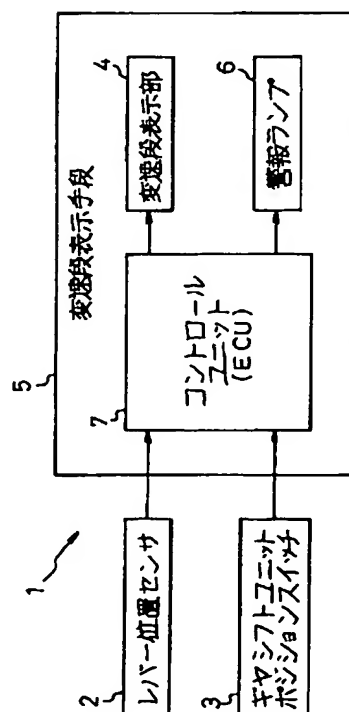 1
2
レバー位置センサ
3
ギヤシフトユニット
ポジションスイッチ
5
変速段表示手段
7
コントロール
ユニット
(ECU)
4
変速段表示部
6
警報ランプ